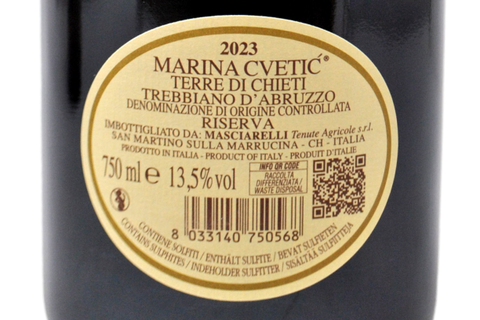 2023
MARINA CVETIĆ®
TERRE DI CHIETI
TREBBIANO D'ABRUZZO
DENOMINAZIONE DI ORIGINE CONTROLLATA
RISERVA
IMBOTTIGLIATO DA: MASCIARELLI Tenute Agricole s.r.l.
SAN MARTINO SULLA MARRUCINA - CH - ITALIA
PRODOTTO IN ITALIA - PRODUCT OF ITALY - PRODUIT D'ITALIE
750 ml e 13,5% vol
INFO QR CODE
RACCOLTA
DIFFERENZIATA/
WASTE DISPOSAL
8 033140 750568
CONTIENE SOLFITI / ENTHÄLT SULFITE / BEVAT SULFIETEN
CONTAINS SULPHITES / INDEHOLDER SULFITTER / SISÄLTÄÄ SULFIITTEJA